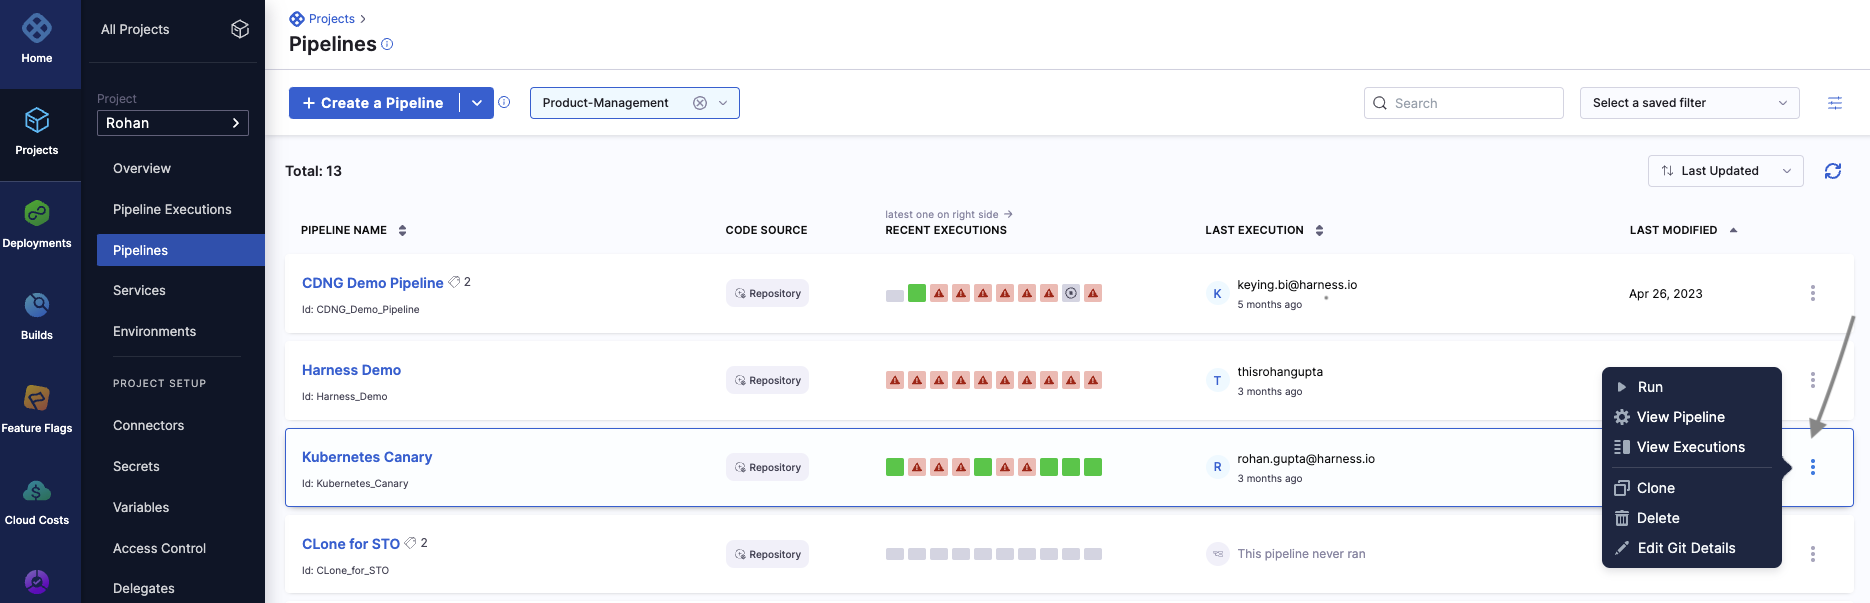 Home
Projects
Deployments
Builds
Feature Flags
Cloud Costs
All Projects
Project
Rohan
Overview
Pipeline Executions
Pipelines
Services
Environments
PROJECT SETUP
Connectors
Secrets
Variables
Access Control
Delegates
Projects >
Pipelines
+ Create a Pipeline
Product-Management
Search
Select a saved filter
Total: 13
Last Updated
latest one on right side →
PIPELINE NAME CODE SOURCE RECENT EXECUTIONS LAST EXECUTION LAST MODIFIED
CDNG Demo Pipeline 2
Id: CDNG_Demo_Pipeline
Repository
K keying.bi@harness.io
5 months ago
Apr 26, 2023
Harness Demo
Id: Harness_Demo
Repository
T thisrohangupta
3 months ago
Kubernetes Canary
Id: Kubernetes_Canary
Repository
R rohan.gupta@harness.io
3 months ago
CLone for STO 2
Id: CLone_for_STO
Repository
This pipeline never ran
Run
View Pipeline
View Executions
Clone
Delete
Edit Git Details